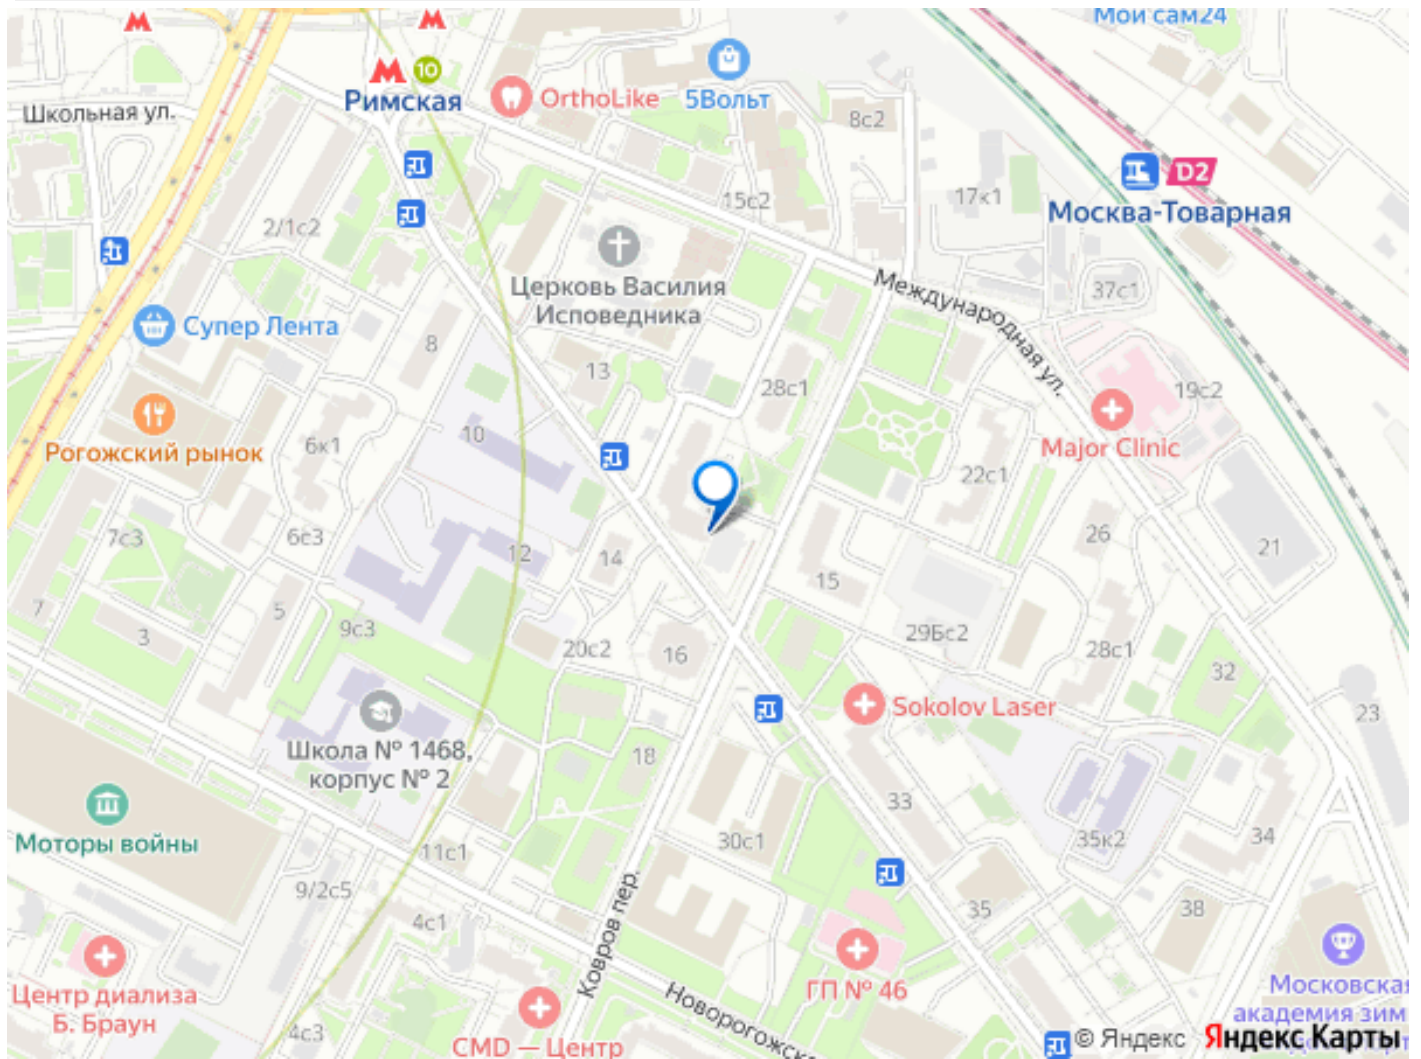 Мой сам24
10
Римская
Школьная ул.
OrthoLike
5Вольт
8с2
D2
Москва-Товарная
17к1
15с2
2/1с2
Церковь Василия
Исповедника
Международная ул.
37с1
Супер Лента
8
13
28с1
19с2
Major Clinic
Рогожский рынок
6к1
10
22с1
26
21
7с3
6с3
12
14
15
7
3
5
9с3
20с2
16
29Бс2
28с1
32
23
Sokolov Laser
Школа № 1468,
корпус № 2
18
33
Моторы войны
11с1
30с1
35к2
34
9/2с5
4с1
Ковров пер.
35
38
Центр диализа
Б. Браун
4с3
CMD — Центр
Новорогожска
ГП № 46
Московская
академия зим
© Яндекс
Яндекс Карты